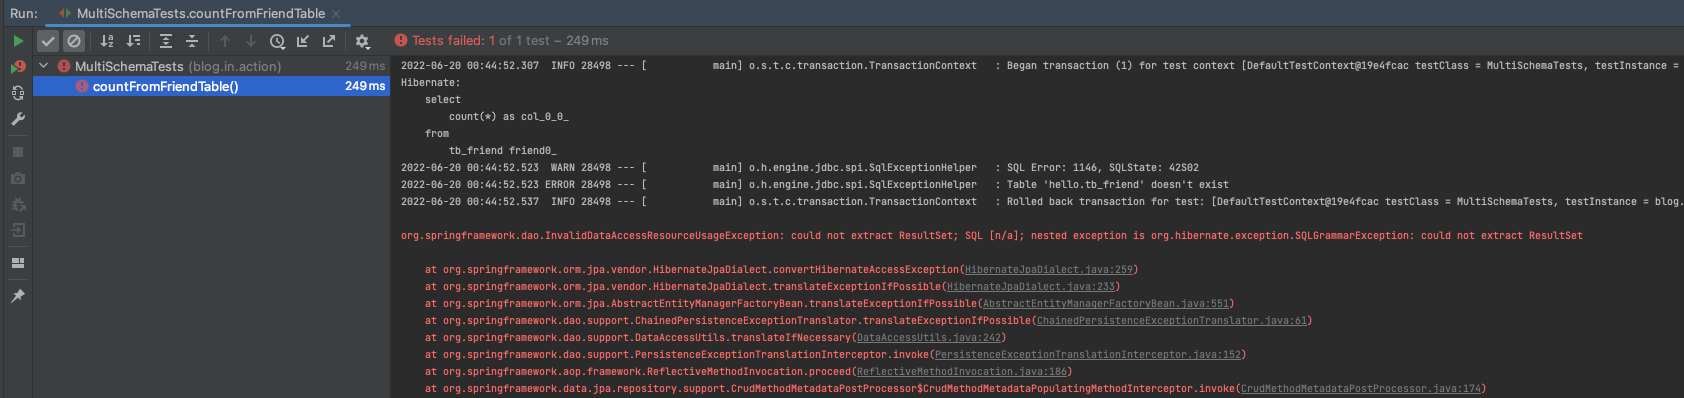 Run: MultiSchemaTests.countFromFriendTable ×
Tests failed: 1 of 1 test – 249 ms
MultiSchemaTests (blog.in.action) 249 ms
countFromFriendTable() 249 ms
2022-06-20 00:44:52.307  INFO 28498 --- [           main] o.s.t.c.transaction.TransactionContext   : Began transaction (1) for test context [DefaultTestContext@19e4fcac testClass = MultiSchemaTests, testInstance =
Hibernate:
    select
        count(*) as col_0_0_
    from
        tb_friend friend0_
2022-06-20 00:44:52.523  WARN 28498 --- [           main] o.h.engine.jdbc.spi.SqlExceptionHelper   : SQL Error: 1146, SQLState: 42S02
2022-06-20 00:44:52.523 ERROR 28498 --- [           main] o.h.engine.jdbc.spi.SqlExceptionHelper   : Table 'hello.tb_friend' doesn't exist
2022-06-20 00:44:52.537  INFO 28498 --- [           main] o.s.t.c.transaction.TransactionContext   : Rolled back transaction for test: [DefaultTestContext@19e4fcac testClass = MultiSchemaTests, testInstance = blog.
org.springframework.dao.InvalidDataAccessResourceUsageException: could not extract ResultSet; SQL [n/a]; nested exception is org.hibernate.exception.SQLGrammarException: could not extract ResultSet
    at org.springframework.orm.jpa.vendor.HibernateJpaDialect.convertHibernateAccessException(HibernateJpaDialect.java:259)
    at org.springframework.orm.jpa.vendor.HibernateJpaDialect.translateExceptionIfPossible(HibernateJpaDialect.java:233)
    at org.springframework.orm.jpa.AbstractEntityManagerFactoryBean.translateExceptionIfPossible(AbstractEntityManagerFactoryBean.java:551)
    at org.springframework.dao.support.ChainedPersistenceExceptionTranslator.translateExceptionIfPossible(ChainedPersistenceExceptionTranslator.java:61)
    at org.springframework.dao.support.DataAccessUtils.translateIfNecessary(DataAccessUtils.java:242)
    at org.springframework.dao.support.PersistenceExceptionTranslationInterceptor.invoke(PersistenceExceptionTranslationInterceptor.java:152)
    at org.springframework.aop.framework.ReflectiveMethodInvocation.proceed(ReflectiveMethodInvocation.java:186)
    at org.springframework.data.jpa.repository.support.CrudMethodMetadataPostProcessor$CrudMethodMetadataPopulatingMethodInterceptor.invoke(CrudMethodMetadataPostProcessor.java:174)